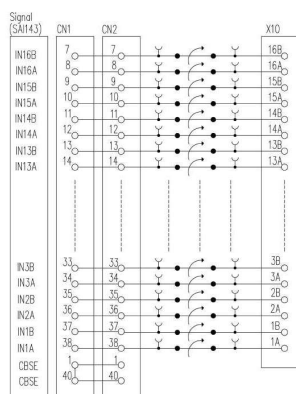 Signal
(SAI143) CN1 CN2 X10
IN16B 7 7 16B
IN16A 8 8 16A
IN15B 9 9 15B
IN15A 10 10 15A
IN14B 11 11 14B
IN14A 12 12 14A
IN13B 13 13 13B
IN13A 14 14 13A
IN3B 33 33 3B
IN3A 34 34 3A
IN2B 35 35 2B
IN2A 36 36 2A
IN1B 37 37 1B
IN1A 38 38 1A
CBSE 1 1
CBSE 40 40